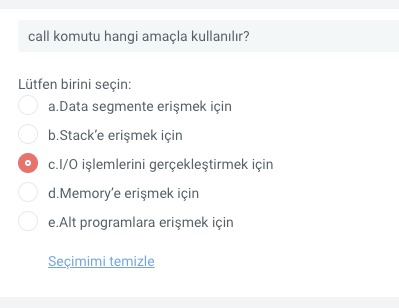 call komutu hangi amaçla kullanılır?
Lütfen birini seçin:
a.Data segmente erişmek için
b.Stack’e erişmek için
c.I/O işlemlerini gerçekleştirmek için
d.Memory’e erişmek için
e.Alt programlara erişmek için
Seçimimi temizle